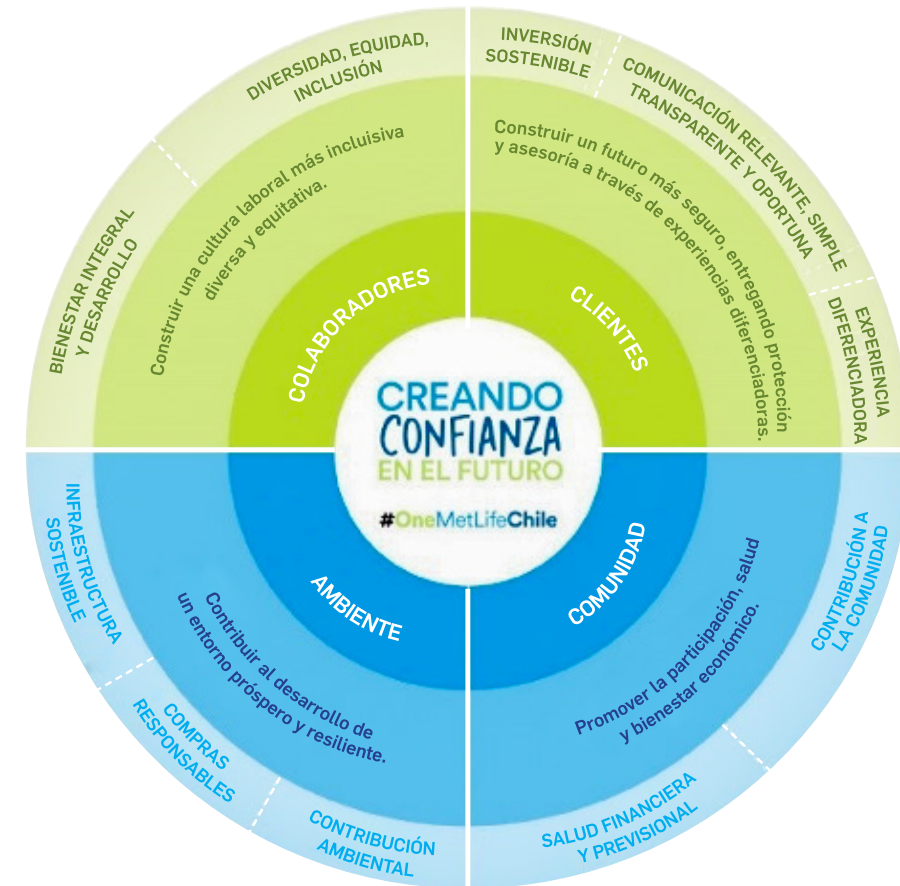 DIVERSIDAD, EQUIDAD,
INCLUSIÓN
BIENESTAR INTEGRAL
Y DESARROLLO
Construir una cultura laboral más incluisiva
diversa y equitativa.
COLABORADORES
INVERSIÓN
SOSTENIBLE
COMUNICACIÓN RELEVANTE, SIMPLE
TRANSPARENTE Y OPORTUNA
EXPERIENCIA
DIFERENCIADORA
Construir un futuro más seguro, entregando protección
y asesoría a través de experiencias diferenciadoras.
CLIENTES
CREANDO
CONFIANZA
EN EL FUTURO
#OneMetLifeChile
AMBIENTE
Contribuir al desarrollo de
un entorno próspero y resiliente.
INFRAESTRUCTURA
SOSTENIBLE
COMPRAS
RESPONSABLES
CONTRIBUCIÓN
AMBIENTAL
COMUNIDAD
Promover la participación, salud
y bienestar económico.
CONTRIBUCIÓN A
LA COMUNIDAD
SALUD FINANCIERA
Y PREVISIONAL